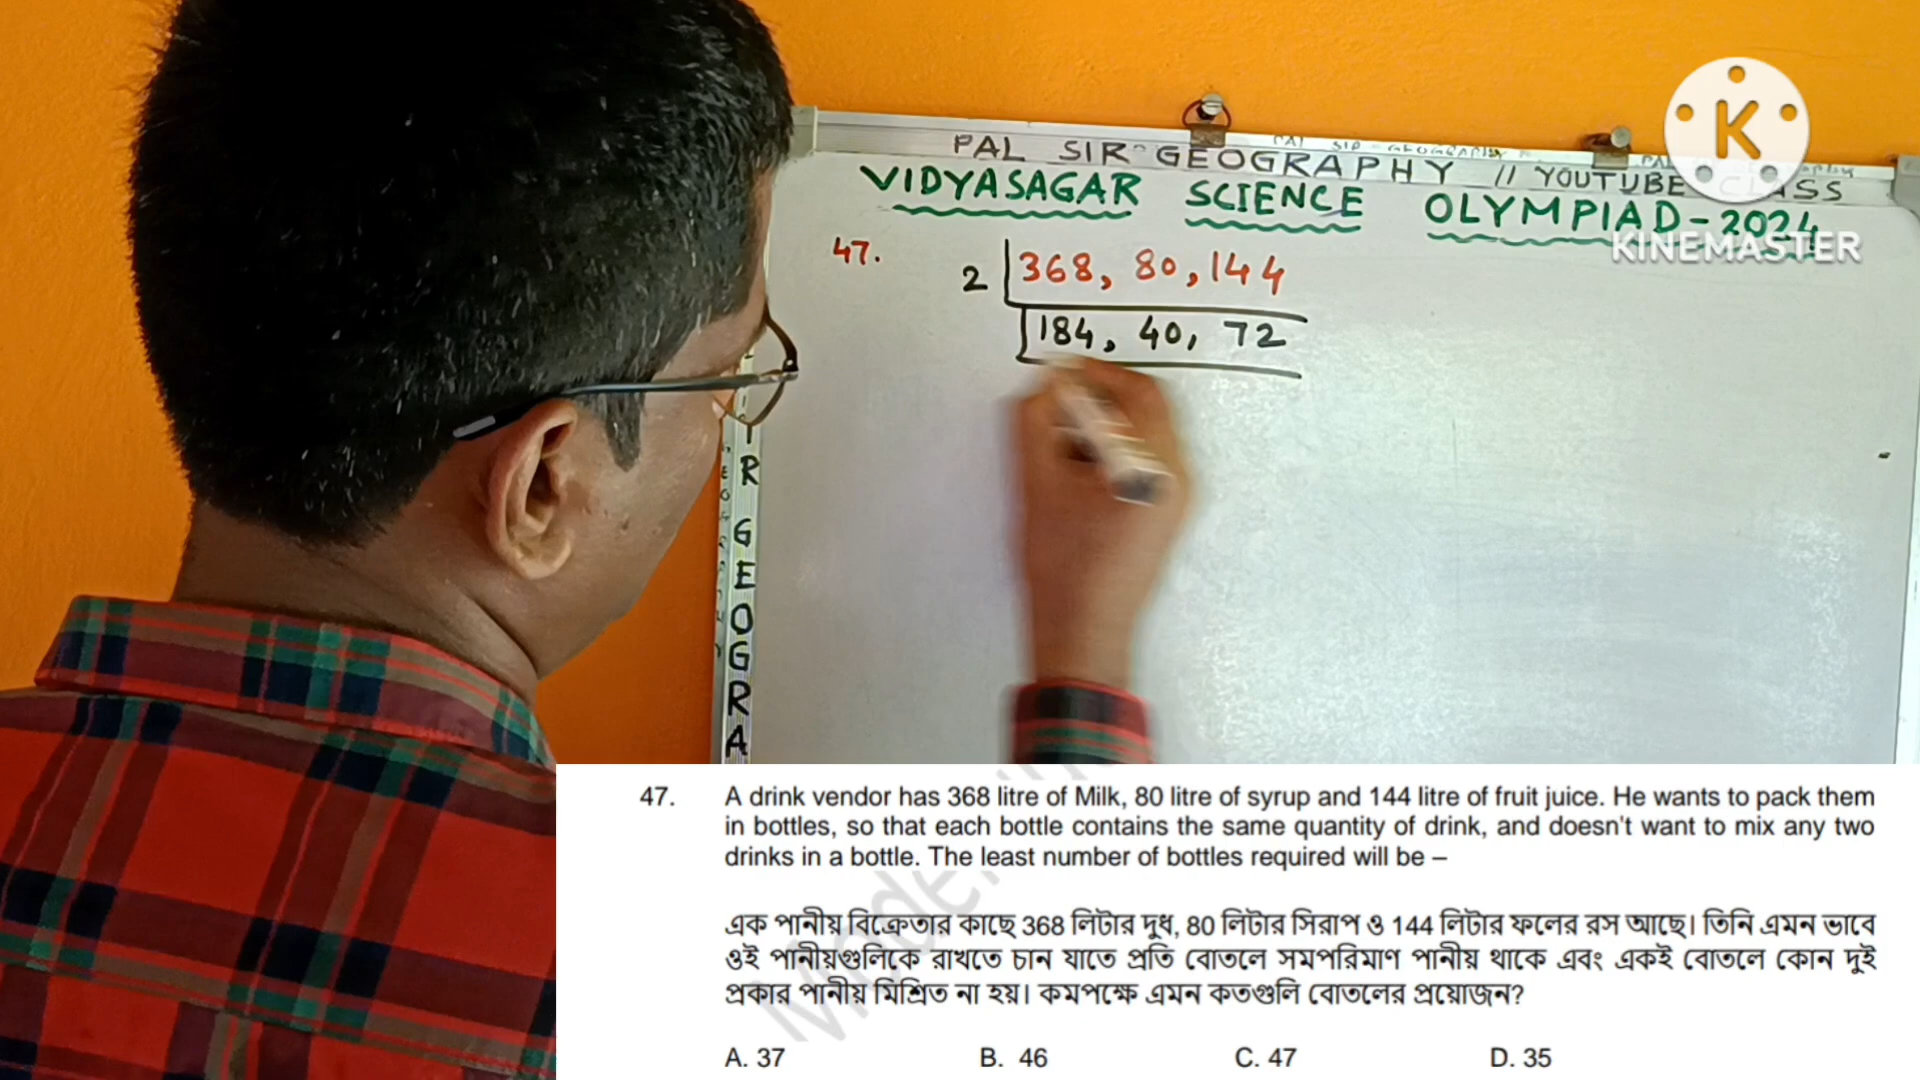 PAL SIR GEOGRAPHY // YOUTUBE CLASS
VIDYASAGAR SCIENCE OLYMPIAD-2024
KINEMASTER
K
47.
2 368, 80, 144
184, 40, 72
R GEOGRA
47. A drink vendor has 368 litre of Milk, 80 litre of syrup and 144 litre of fruit juice. He wants to pack them
in bottles, so that each bottle contains the same quantity of drink, and doesn't want to mix any two
drinks in a bottle. The least number of bottles required will be –
এক পানীয় বিক্রেতার কাছে 368 লিটার দুধ, 80 লিটার সিরাপ ও 144 লিটার ফলের রস আছে। তিনি এমন ভাবে
ওই পানীয়গুলিকে রাখতে চান যাতে প্রতি বোতলে সমপরিমাণ পানীয় থাকে এবং একই বোতলে কোন দুই
প্রকার পানীয় মিশ্রিত না হয়। কমপক্ষে এমন কতগুলি বোতলের প্রয়োজন?
A. 37 B. 46 C. 47 D. 35